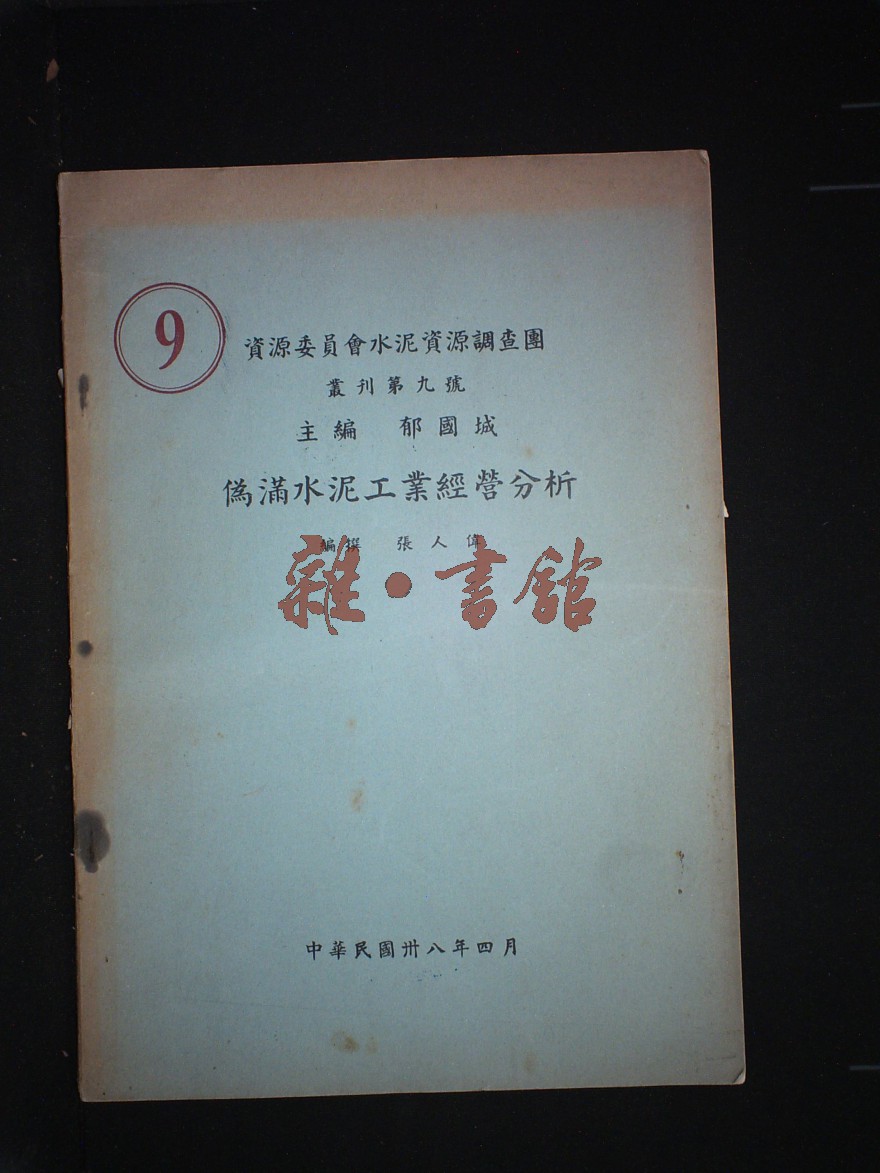 9
資源委員會水泥資源調查團
叢刊第九號
主編 郁國城
偽滿水泥工業經營分析
編撰 張人偉
雜·書館
中華民國卅八年四月